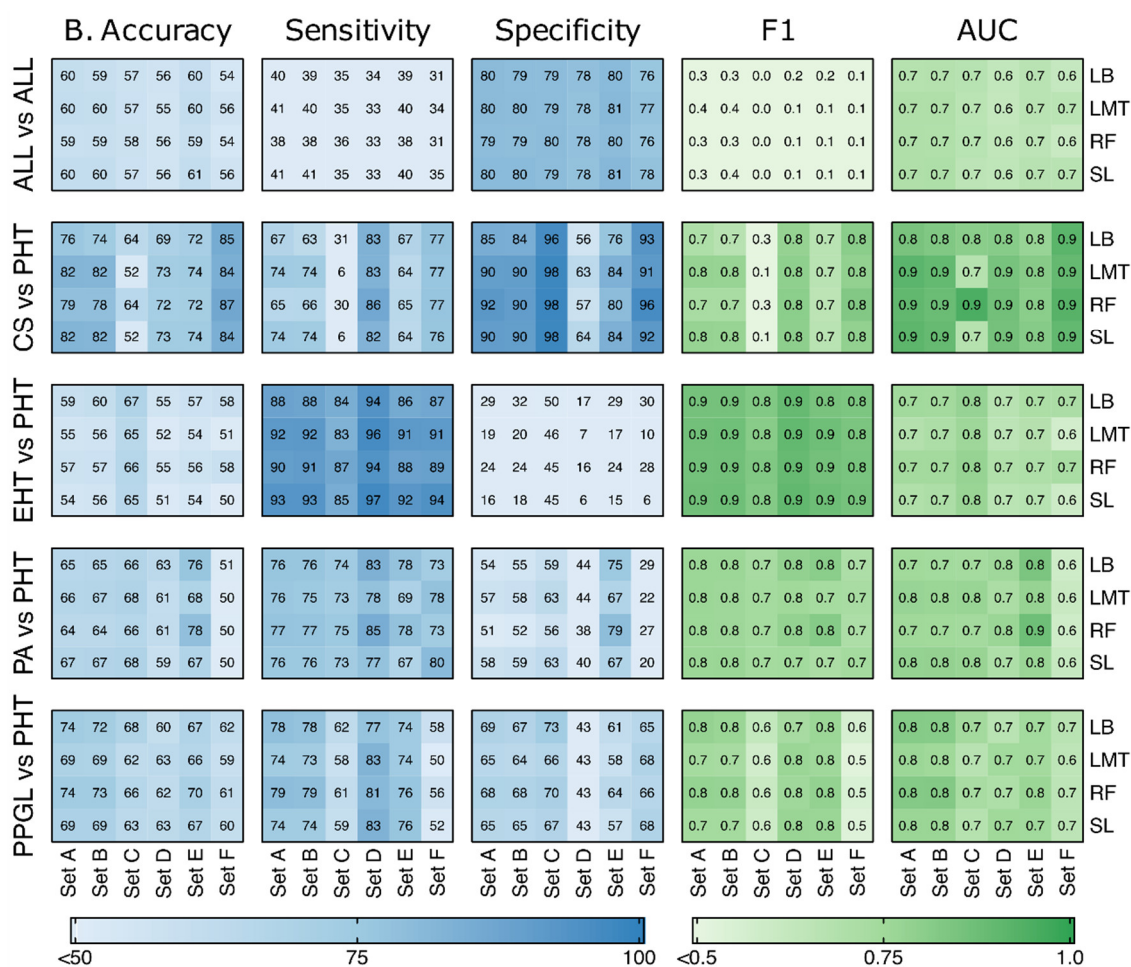 B. Accuracy Sensitivity Specificity F1 AUC
ALL vs ALL
60 59 57 56 60 54 40 39 35 34 39 31 80 79 79 78 80 76 0.3 0.3 0.0 0.2 0.2 0.1 0.7 0.7 0.7 0.6 0.7 0.6 LB
60 60 57 55 60 56 41 40 35 33 40 34 80 80 79 78 81 77 0.4 0.4 0.0 0.1 0.1 0.1 0.7 0.7 0.7 0.6 0.7 0.7 LMT
59 59 58 56 59 54 38 38 36 33 38 31 79 79 80 78 80 76 0.3 0.3 0.0 0.1 0.1 0.1 0.7 0.7 0.7 0.6 0.7 0.6 RF
60 60 57 56 61 56 41 41 35 33 40 35 80 80 79 78 81 78 0.3 0.4 0.0 0.1 0.1 0.1 0.7 0.7 0.7 0.6 0.7 0.7 SL
CS vs PHT
76 74 64 69 72 85 67 63 31 83 67 77 85 84 96 56 76 93 0.7 0.7 0.3 0.8 0.7 0.8 0.8 0.8 0.8 0.8 0.8 0.9 LB
82 82 52 73 74 84 74 74 6 83 64 77 90 90 98 63 84 91 0.8 0.8 0.1 0.8 0.7 0.8 0.9 0.9 0.7 0.9 0.8 0.9 LMT
79 78 64 72 72 87 65 66 30 86 65 77 92 90 98 57 80 96 0.7 0.7 0.3 0.8 0.7 0.8 0.9 0.9 0.9 0.9 0.8 0.9 RF
82 82 52 73 74 84 74 74 6 82 64 76 90 90 98 64 84 92 0.8 0.8 0.1 0.8 0.7 0.8 0.9 0.9 0.7 0.9 0.8 0.9 SL
EHT vs PHT
59 60 67 55 57 58 88 88 84 94 86 87 29 32 50 17 29 30 0.9 0.9 0.8 0.9 0.8 0.8 0.7 0.7 0.8 0.7 0.7 0.7 LB
55 56 65 52 54 51 92 92 83 96 91 91 19 20 46 7 17 10 0.9 0.9 0.8 0.9 0.9 0.8 0.7 0.7 0.8 0.7 0.7 0.6 LMT
57 57 66 55 56 58 90 91 87 94 88 89 24 24 45 16 24 28 0.9 0.9 0.8 0.9 0.9 0.8 0.7 0.7 0.8 0.7 0.7 0.7 RF
54 56 65 51 54 50 93 93 85 97 92 94 16 18 45 6 15 6 0.9 0.9 0.8 0.9 0.9 0.9 0.7 0.7 0.8 0.7 0.7 0.6 SL
PA vs PHT
65 65 66 63 76 51 76 76 74 83 78 73 54 55 59 44 75 29 0.8 0.8 0.7 0.8 0.8 0.7 0.7 0.7 0.7 0.8 0.8 0.6 LB
66 67 68 61 68 50 76 75 73 78 69 78 57 58 63 44 67 22 0.8 0.8 0.7 0.7 0.7 0.7 0.8 0.8 0.8 0.7 0.8 0.6 LMT
64 64 66 61 78 50 77 77 75 85 78 73 51 52 56 38 79 27 0.8 0.8 0.7 0.8 0.8 0.7 0.7 0.7 0.7 0.8 0.9 0.6 RF
67 67 68 59 67 50 76 76 73 77 67 80 58 59 63 40 67 20 0.8 0.8 0.7 0.7 0.7 0.7 0.8 0.8 0.8 0.7 0.8 0.6 SL
PPGL vs PHT
74 72 68 60 67 62 78 78 62 77 74 58 69 67 73 43 61 65 0.8 0.8 0.6 0.7 0.8 0.6 0.8 0.8 0.7 0.7 0.7 0.7 LB
69 69 62 63 66 59 74 73 58 83 75 50 65 64 66 43 58 68 0.7 0.7 0.6 0.8 0.8 0.5 0.8 0.8 0.7 0.7 0.7 0.6 LMT
74 73 66 62 70 61 79 79 61 81 76 56 68 68 70 43 64 66 0.8 0.8 0.6 0.8 0.8 0.5 0.8 0.8 0.7 0.7 0.7 0.7 RF
69 69 63 63 67 60 74 74 59 83 76 52 65 65 67 43 57 68 0.7 0.7 0.6 0.8 0.8 0.5 0.8 0.8 0.7 0.7 0.7 0.7 SL
Set A Set B Set C Set D Set E Set F Set A Set B Set C Set D Set E Set F Set A Set B Set C Set D Set E Set F Set A Set B Set C Set D Set E Set F Set A Set B Set C Set D Set E Set F
<50 75 100 <0.5 0.75 1.0